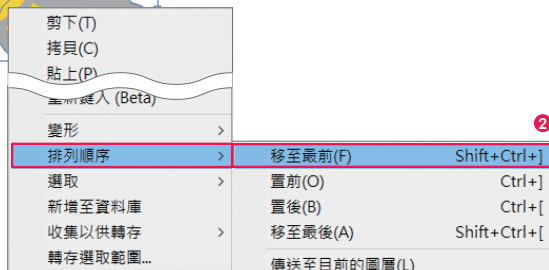 剪下(T)
拷貝(C)
貼上(P)
重新鍵入 (Beta)
變形 >
排列順序 >
選取 >
新增至資料庫
收集以供轉存 >
轉存選取範圍...
2
移至最前(F) Shift+Ctrl+]
置前(O) Ctrl+]
置後(B) Ctrl+[
移至最後(A) Shift+Ctrl+[
傳送至目前的圖層(L)